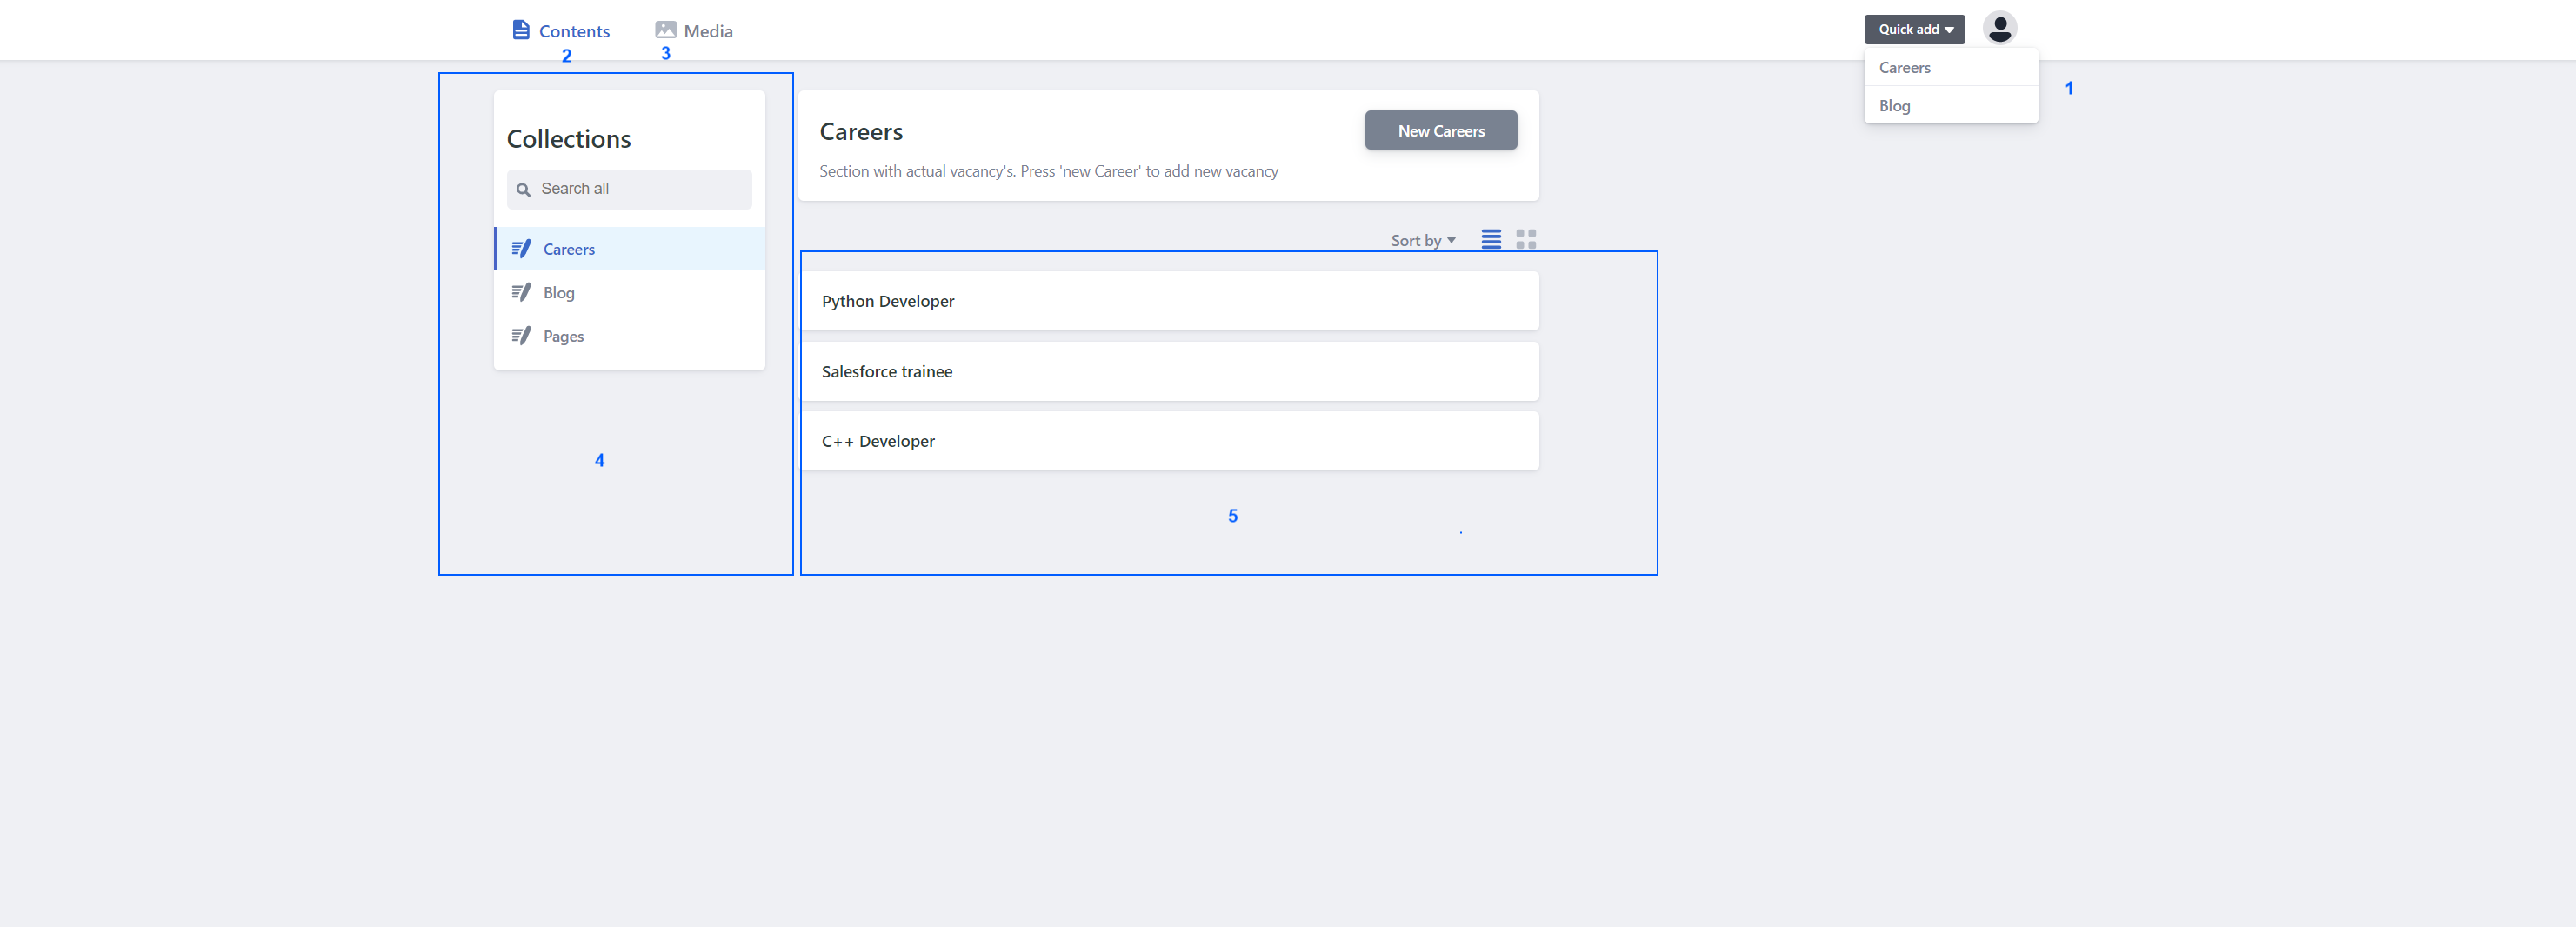 Contents
Media
Quick add
2
3
Careers
Blog
1
Collections
Search all
Careers
Blog
Pages
4
Careers
New Careers
Section with actual vacancy's. Press 'new Career' to add new vacancy
Sort by
Python Developer
Salesforce trainee
C++ Developer
5